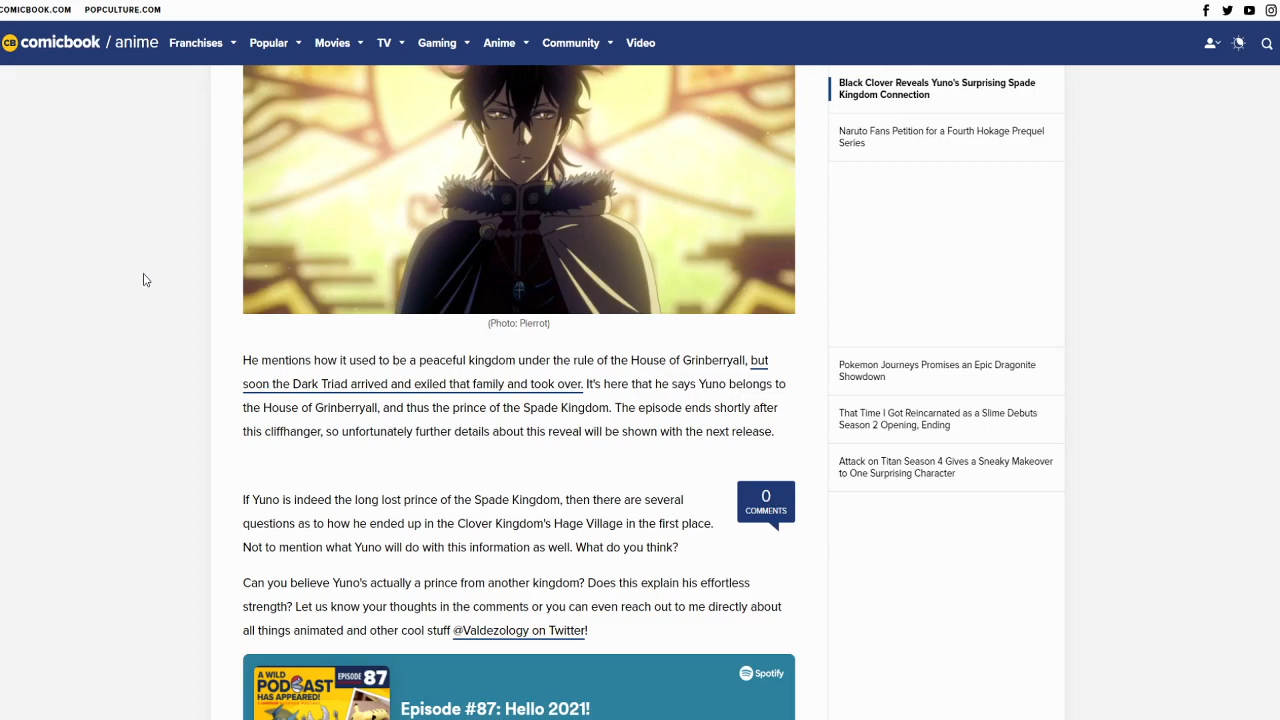 COMICBOOK.COM POPCULTURE.COM
CB comicbook / anime Franchises Popular Movies TV Gaming Anime Community Video
Black Clover Reveals Yuno's Surprising Spade
Kingdom Connection
Naruto Fans Petition for a Fourth Hokage Prequel
Series
Pokemon Journeys Promises an Epic Dragonite
Showdown
That Time I Got Reincarnated as a Slime Debuts
Season 2 Opening, Ending
Attack on Titan Season 4 Gives a Sneaky Makeover
to One Surprising Character
(Photo: Pierrot)
He mentions how it used to be a peaceful kingdom under the rule of the House of Grinberryall, but
soon the Dark Triad arrived and exiled that family and took over. It's here that he says Yuno belongs to
the House of Grinberryall, and thus the prince of the Spade Kingdom. The episode ends shortly after
this cliffhanger, so unfortunately further details about this reveal will be shown with the next release.
If Yuno is indeed the long lost prince of the Spade Kingdom, then there are several
questions as to how he ended up in the Clover Kingdom's Hage Village in the first place.
Not to mention what Yuno will do with this information as well. What do you think?
0
COMMENTS
Can you believe Yuno's actually a prince from another kingdom? Does this explain his effortless
strength? Let us know your thoughts in the comments or you can even reach out to me directly about
all things animated and other cool stuff @Valdezology on Twitter!
A WILD
PODCAST
HAS APPEARED!
EPISODE 87
Spotify
Episode #87: Hello 2021!